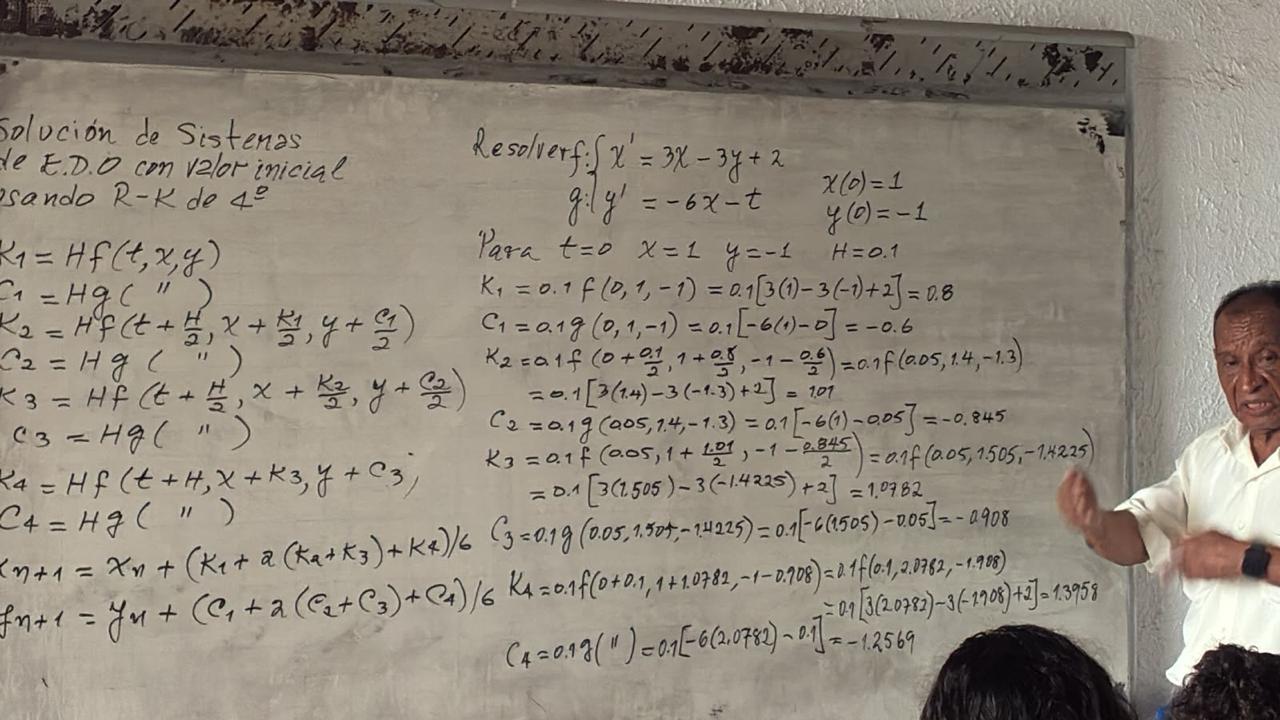 Solución de Sistemas
de E.D.O con valor inicial
usando R-K de 4º
K1 = Hf(t, x, y)
C1 = Hg( " )
K2 = Hf(t + H/2, x + K1/2, y + C1/2)
C2 = Hg ( " )
K3 = Hf (t + H/2, x + K2/2, y + C2/2)
C3 = Hg( " )
K4 = Hf (t + H, x + K3, y + C3)
C4 = Hg( " )
Xn+1 = Xn + (K1 + 2(K2+K3) + K4)/6
yn+1 = yn + (C1 + 2(C2+C3) + C4)/6
Resolver f:{ x' = 3x - 3y + 2
g:{ y' = -6x - t
x(0) = 1
y(0) = -1
Para t=0 x=1 y=-1 H=0.1
K1 = 0.1 f(0, 1, -1) = 0.1[3(1) - 3(-1) + 2] = 0.8
C1 = 0.1g (0, 1, -1) = 0.1[-6(1) - 0] = -0.6
K2 = 0.1f (0 + 0.1/2, 1 + 0.8/2, -1 - 0.6/2) = 0.1f(0.05, 1.4, -1.3)
= 0.1[3(1.4) - 3(-1.3) + 2] = 1.01
C2 = 0.1g (0.05, 1.4, -1.3) = 0.1[-6(1) - 0.05] = -0.845
K3 = 0.1f (0.05, 1 + 1.01/2, -1 - 0.845/2) = 0.1f(0.05, 1.505, -1.4225)
= 0.1[3(1.505) - 3(-1.4225) + 2] = 1.0782
C3 = 0.1g (0.05, 1.505, -1.4225) = 0.1[-6(1.505) - 0.05] = -0.908
K4 = 0.1f(0+0.1, 1+1.0782, -1-0.908) = 0.1f(0.1, 2.0782, -1.908)
= 0.1[3(2.0782) - 3(-1.908) + 2] = 1.3958
C4 = 0.1g( " ) = 0.1[-6(2.0782) - 0.1] = -1.2569